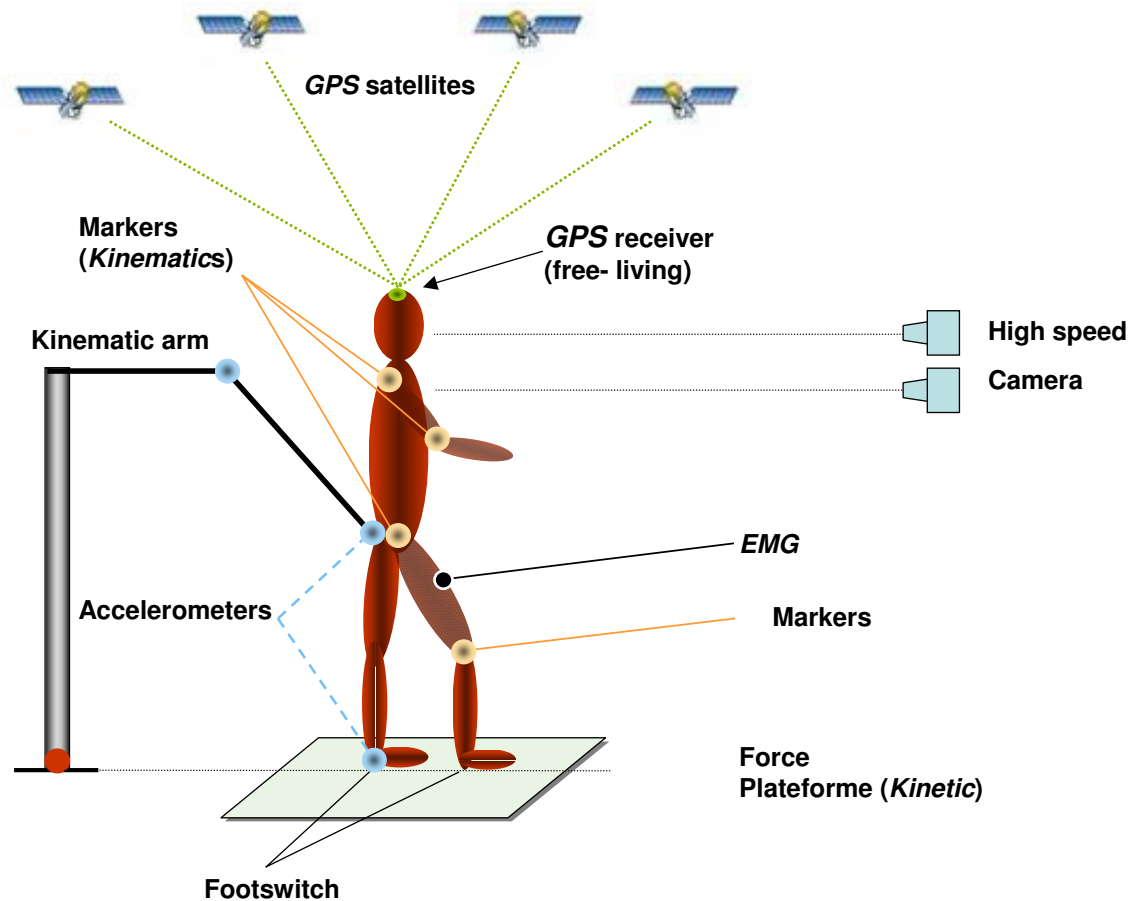 GPS satellites
Markers
(Kinematics)
GPS receiver
(free- living)
Kinematic arm
High speed
Camera
EMG
Accelerometers
Markers
Force
Plateforme (Kinetic)
Footswitch